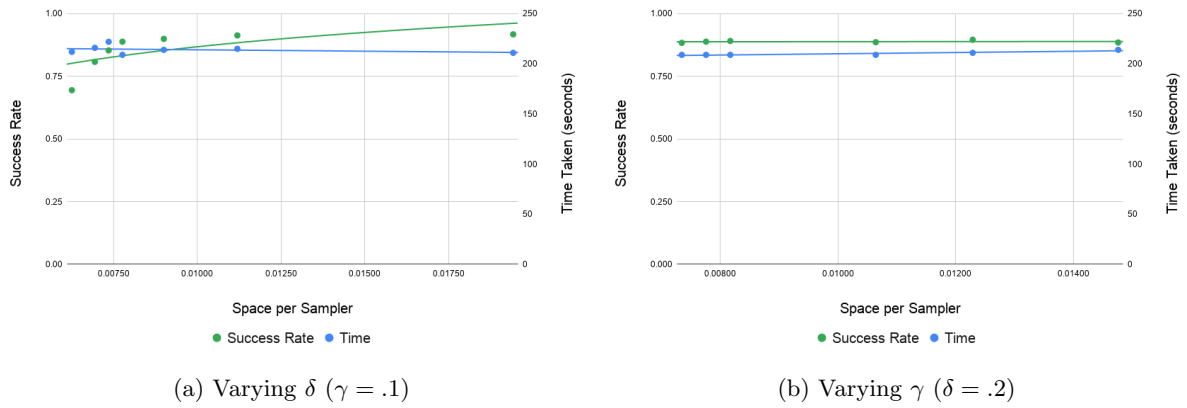 1.00
0.75
0.50
0.25
0.00
Success Rate
250
200
150
100
50
0
Time Taken (seconds)
0.00750
0.01000
0.01250
0.01500
0.01750
Space per Sampler
Success Rate
Time
(a) Varying δ (γ = .1)
1.000
0.750
0.500
0.250
0.000
Success Rate
250
200
150
100
50
0
Time Taken (seconds)
0.00800
0.01000
0.01200
0.01400
Space per Sampler
Success Rate
Time
(b) Varying γ (δ = .2)